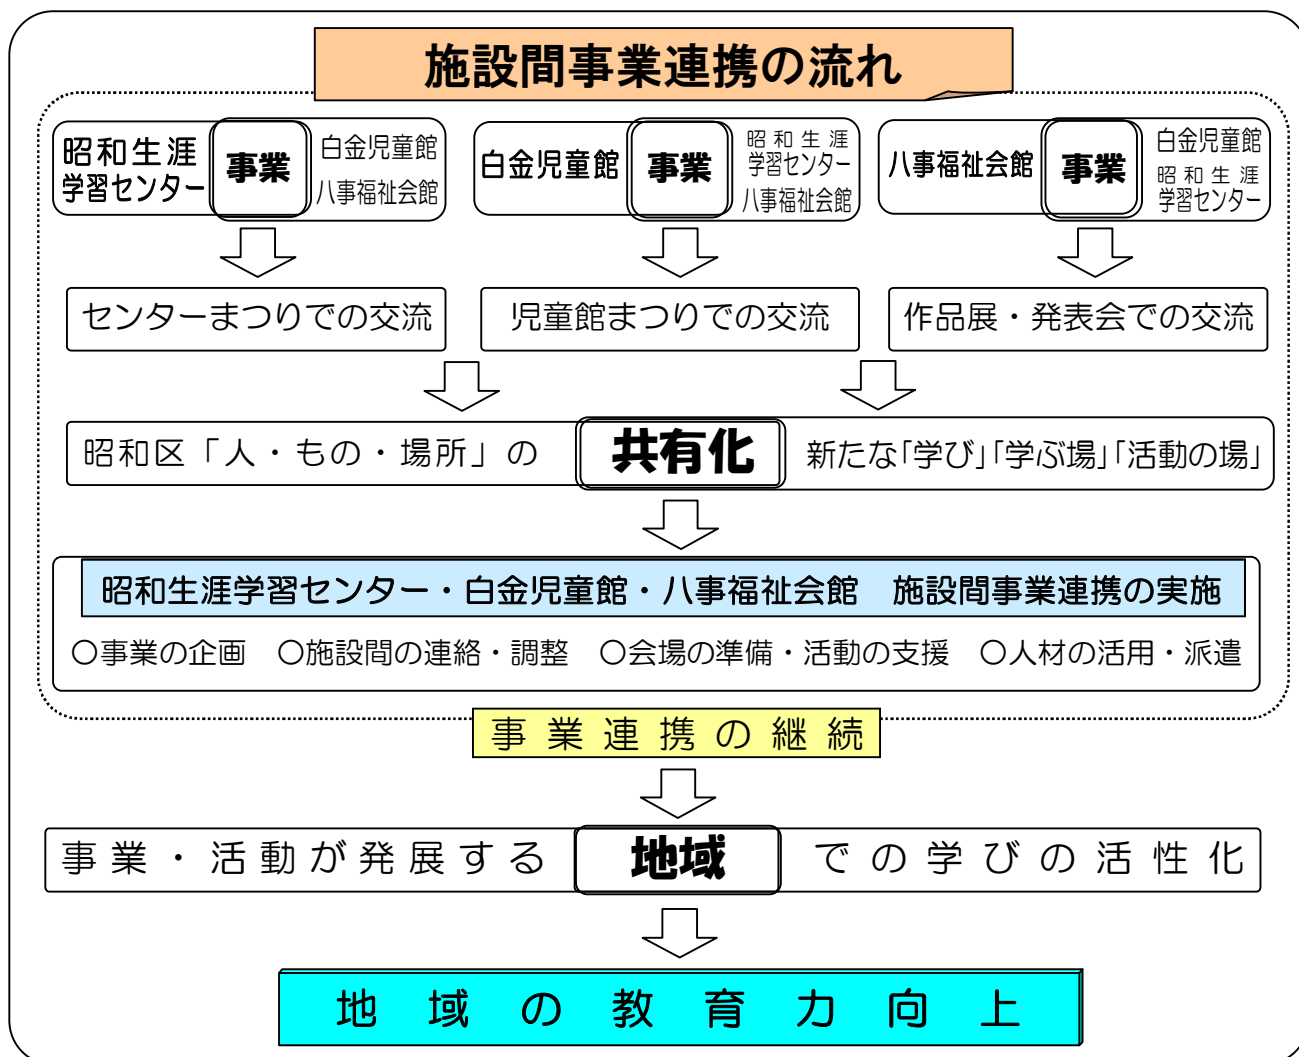 施設間事業連携の流れ
昭和生涯
学習センター
事業
白金児童館
八事福祉会館
白金児童館
事業
昭和生涯
学習センター
八事福祉会館
八事福祉会館
事業
白金児童館
昭和生涯
学習センター
センターまつりでの交流
児童館まつりでの交流
作品展・発表会での交流
昭和区「人・もの・場所」の
共有化
新たな「学び」「学ぶ場」「活動の場」
昭和生涯学習センター・白金児童館・八事福祉会館　施設間事業連携の実施
○事業の企画　○施設間の連絡・調整　○会場の準備・活動の支援　○人材の活用・派遣
事業連携の継続
事業・活動が発展する
地域
での学びの活性化
地域の教育力向上